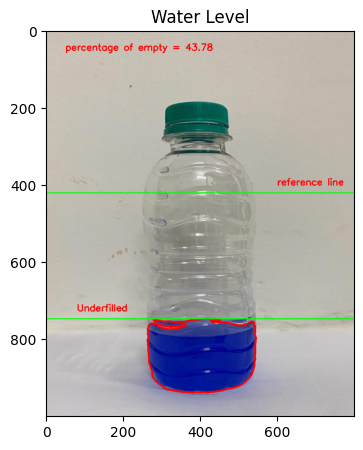 Water Level
percentage of empty = 43.78
reference line
Underfilled
0
200
400
600
800
0
200
400
600